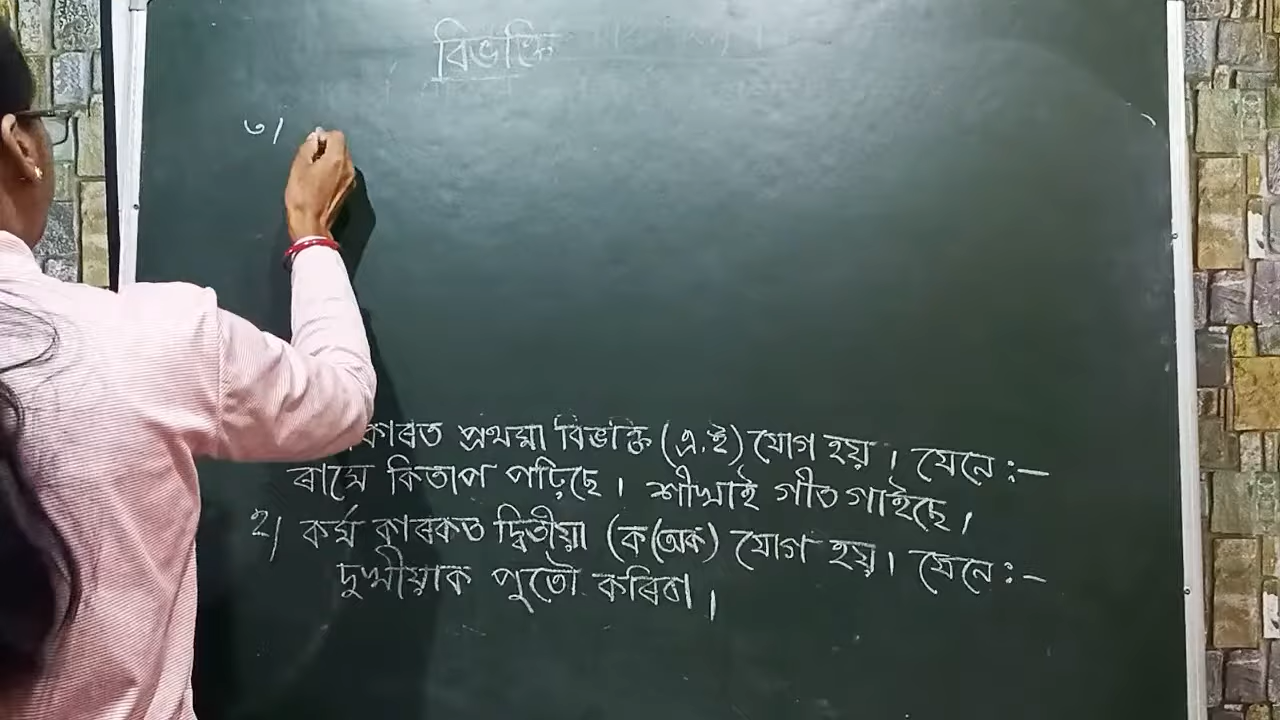 বিভক্তি
৩।
কাৰত প্ৰথমা বিভক্তি (এ.ই) যোগ হয়। যেনে :—
ৰামে কিতাপ পঢ়িছে। গীত গাইছে।
২। কৰ্ম কাৰকত দ্বিতীয়া (ক(অক) যোগ হয়। যেনে :—
দুখীয়াক পুতৌ কৰিবা।